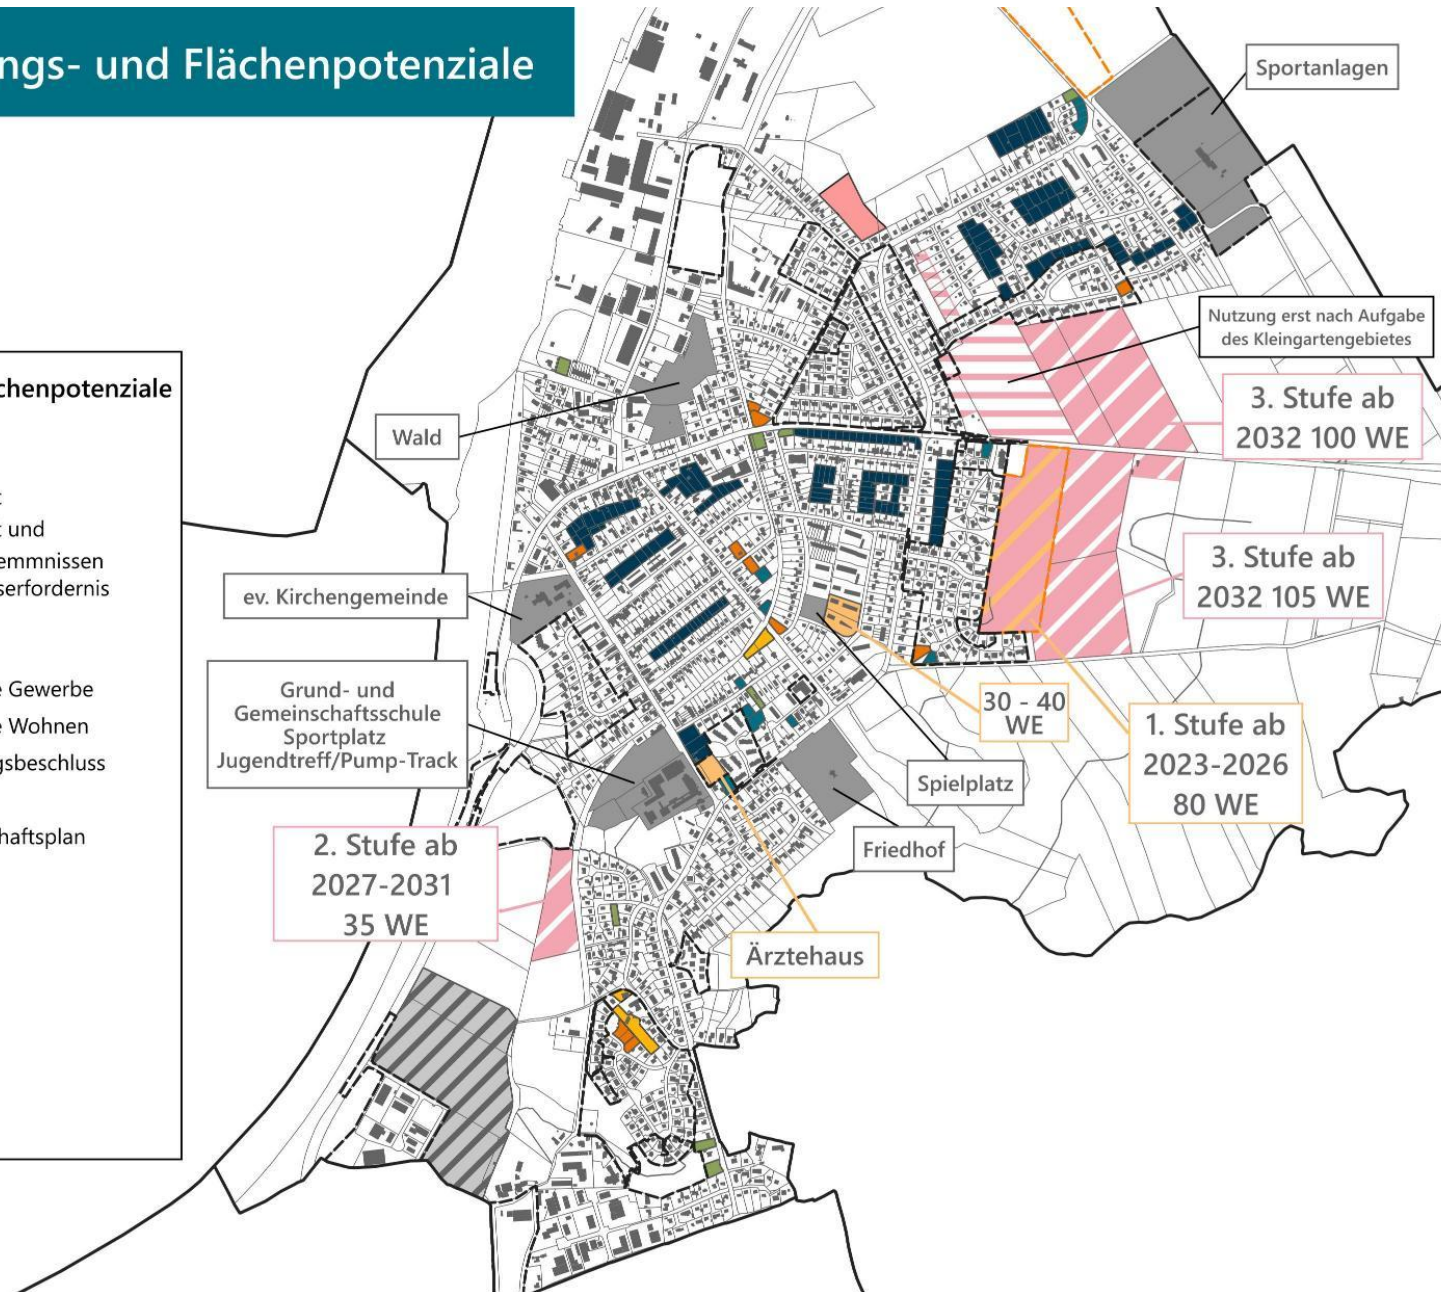 ngs- und Flächenpotenziale
chenpotenziale
t
t und
emmnissen
serfordernis
e Gewerbe
e Wohnen
gsbeschluss
haftsplan
Sportanlagen
Nutzung erst nach Aufgabe
des Kleingartengebietes
3. Stufe ab
2032 100 WE
Wald
3. Stufe ab
2032 105 WE
ev. Kirchengemeinde
Grund- und
Gemeinschaftsschule
Sportplatz
Jugendtreff/Pump-Track
30 - 40
WE
1. Stufe ab
2023-2026
80 WE
Spielplatz
Friedhof
2. Stufe ab
2027-2031
35 WE
Ärztehaus